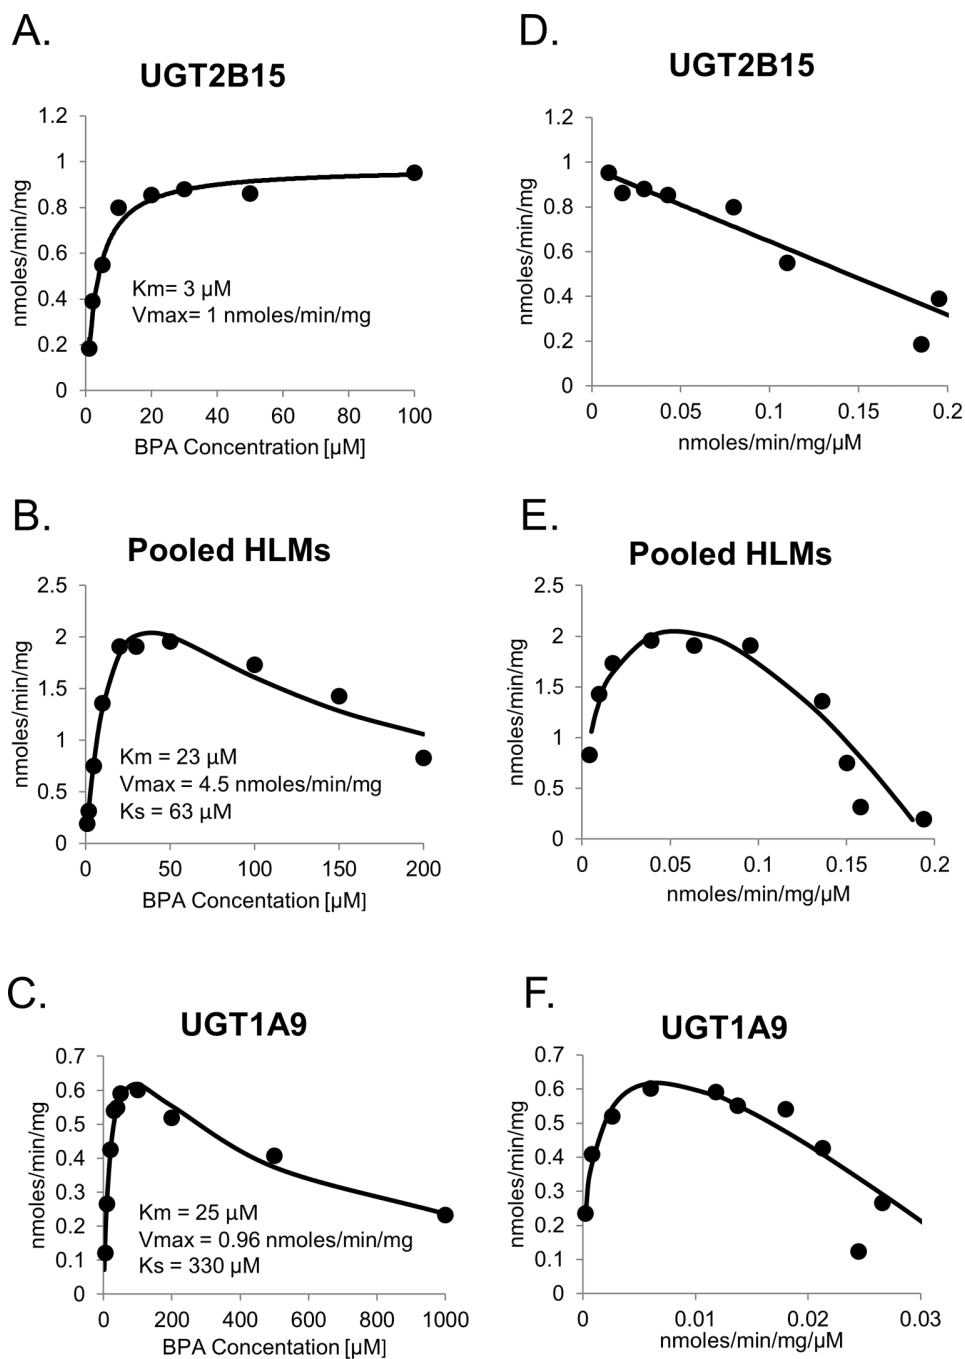 A.
UGT2B15
1.2
1
0.8
0.6
0.4
0.2
0
nmoles/min/mg
Km= 3 µM
Vmax= 1 nmoles/min/mg
0 20 40 60 80 100
BPA Concentration [µM]
D.
UGT2B15
1.2
1
0.8
0.6
0.4
0.2
0
nmoles/min/mg
0 0.05 0.1 0.15 0.2
nmoles/min/mg/µM
B.
Pooled HLMs
2.5
2
1.5
1
0.5
0
nmoles/min/mg
Km = 23 µM
Vmax = 4.5 nmoles/min/mg
Ks = 63 µM
0 50 100 150 200
BPA Concentation [µM]
E.
Pooled HLMs
2.5
2
1.5
1
0.5
0
nmoles/min/mg
0 0.05 0.1 0.15 0.2
nmoles/min/mg/µM
C.
UGT1A9
0.7
0.6
0.5
0.4
0.3
0.2
0.1
0
nmoles/min/mg
Km = 25 µM
Vmax = 0.96 nmoles/min/mg
Ks = 330 µM
0 200 400 600 800 1000
BPA Concentration [µM]
F.
UGT1A9
0.7
0.6
0.5
0.4
0.3
0.2
0.1
0
nmoles/min/mg
0 0.01 0.02 0.03
nmoles/min/mg/µM